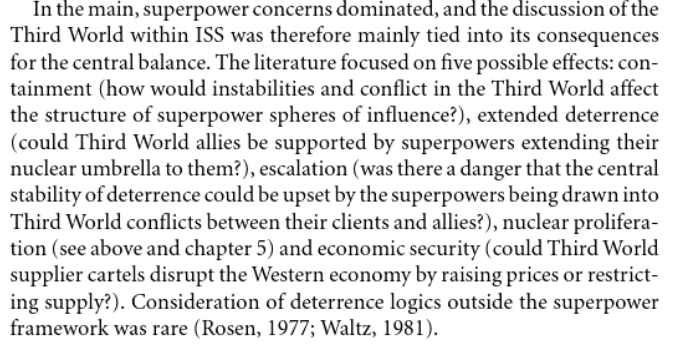 In the main, superpower concerns dominated, and the discussion of the
Third World within ISS was therefore mainly tied into its consequences
for the central balance. The literature focused on five possible effects: con-
tainment (how would instabilities and conflict in the Third World affect
the structure of superpower spheres of influence?), extended deterrence
(could Third World allies be supported by superpowers extending their
nuclear umbrella to them?), escalation (was there a danger that the central
stability of deterrence could be upset by the superpowers being drawn into
Third World conflicts between their clients and allies?), nuclear prolifera-
tion (see above and chapter 5) and economic security (could Third World
supplier cartels disrupt the Western economy by raising prices or restrict-
ing supply?). Consideration of deterrence logics outside the superpower
framework was rare (Rosen, 1977; Waltz, 1981).